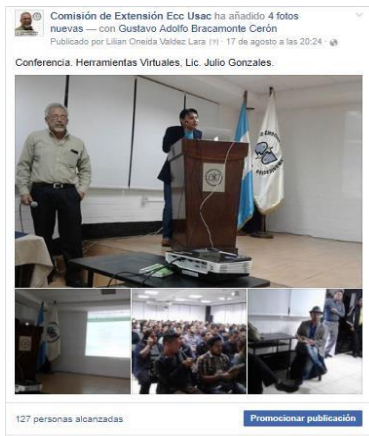 Comisión de Extensión Ecc Usac ha añadido 4 fotos
nuevas — con Gustavo Adolfo Bracamonte Cerón
Publicado por Lilian Oneida Valdez Lara [?] · 17 de agosto a las 20:24 ·
Conferencia. Herramientas Virtuales, Lic. Julio Gonzales.
127 personas alcanzadas
Promocionar publicación